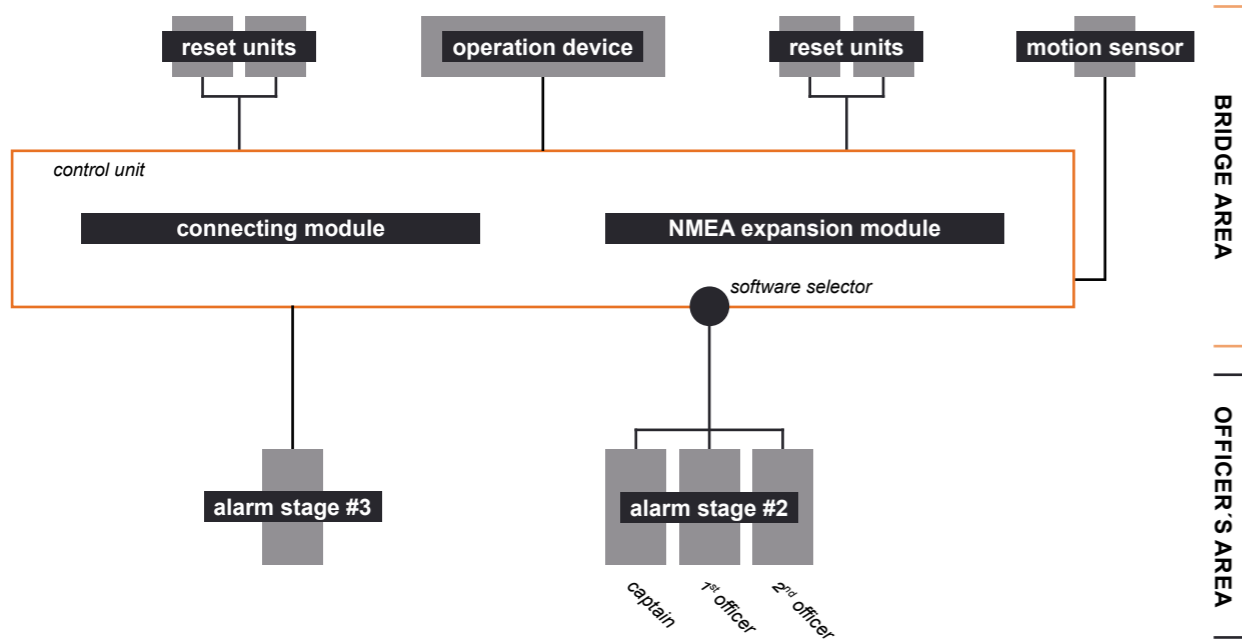 reset units
operation device
reset units
motion sensor
control unit
connecting module
NMEA expansion module
software selector
BRIDGE AREA
alarm stage #3
alarm stage #2
captain
1st officer
2nd officer
OFFICER´S AREA